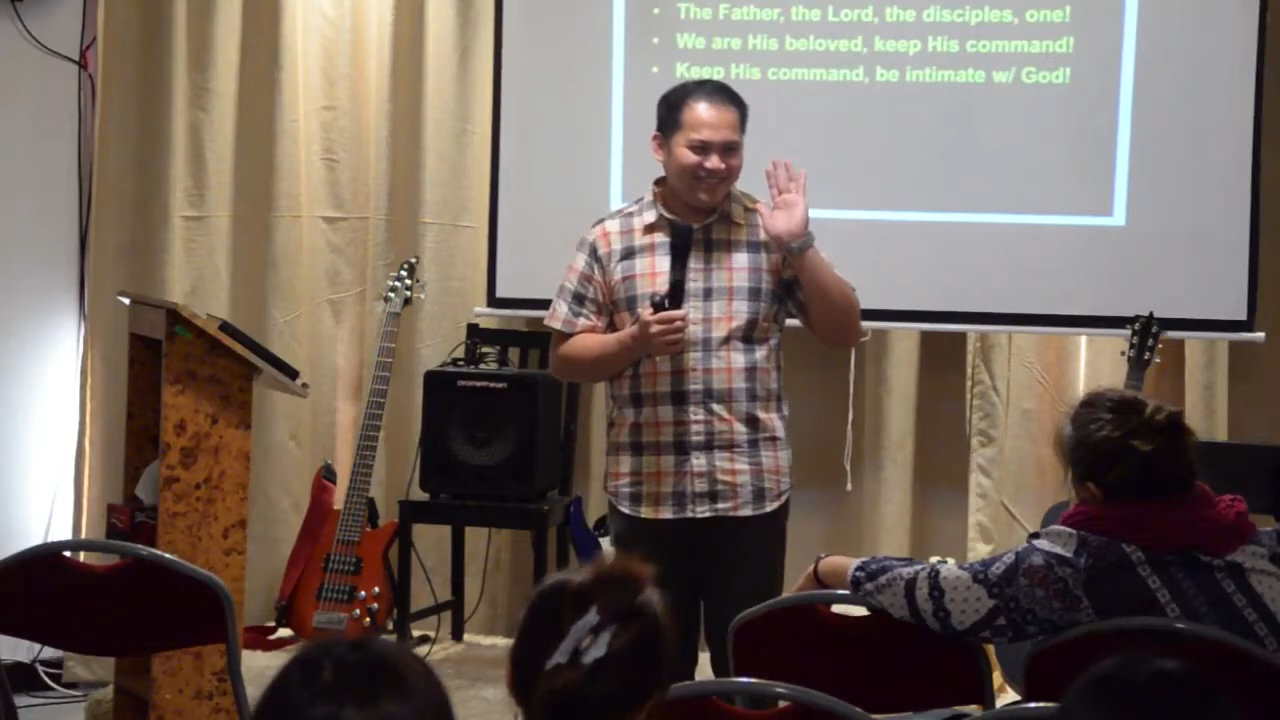 • The Father, the Lord, the disciples, one!
• We are His beloved, keep His command!
• Keep His command, be intimate w/ God!
promethean